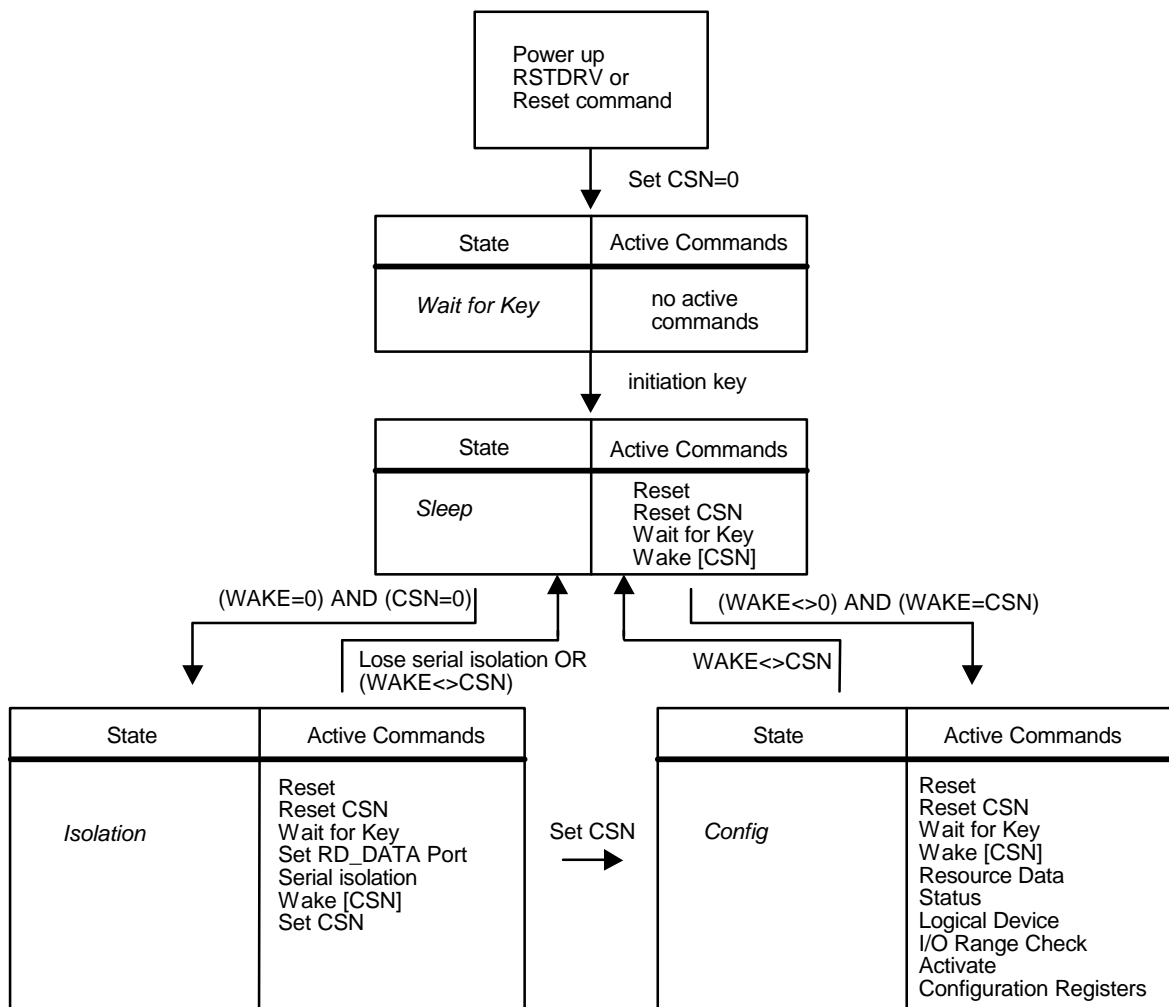 Power up
RSTDRV or
Reset command
Set CSN=0
State
Active Commands
Wait for Key
no active
commands
initiation key
State
Active Commands
Sleep
Reset
Reset CSN
Wait for Key
Wake [CSN]
(WAKE=0) AND (CSN=0)
(WAKE<>0) AND (WAKE=CSN)
Lose serial isolation OR
(WAKE<>CSN)
WAKE<>CSN
State
Active Commands
Isolation
Reset
Reset CSN
Wait for Key
Set RD_DATA Port
Serial isolation
Wake [CSN]
Set CSN
Set CSN
State
Active Commands
Config
Reset
Reset CSN
Wait for Key
Wake [CSN]
Resource Data
Status
Logical Device
I/O Range Check
Activate
Configuration Registers